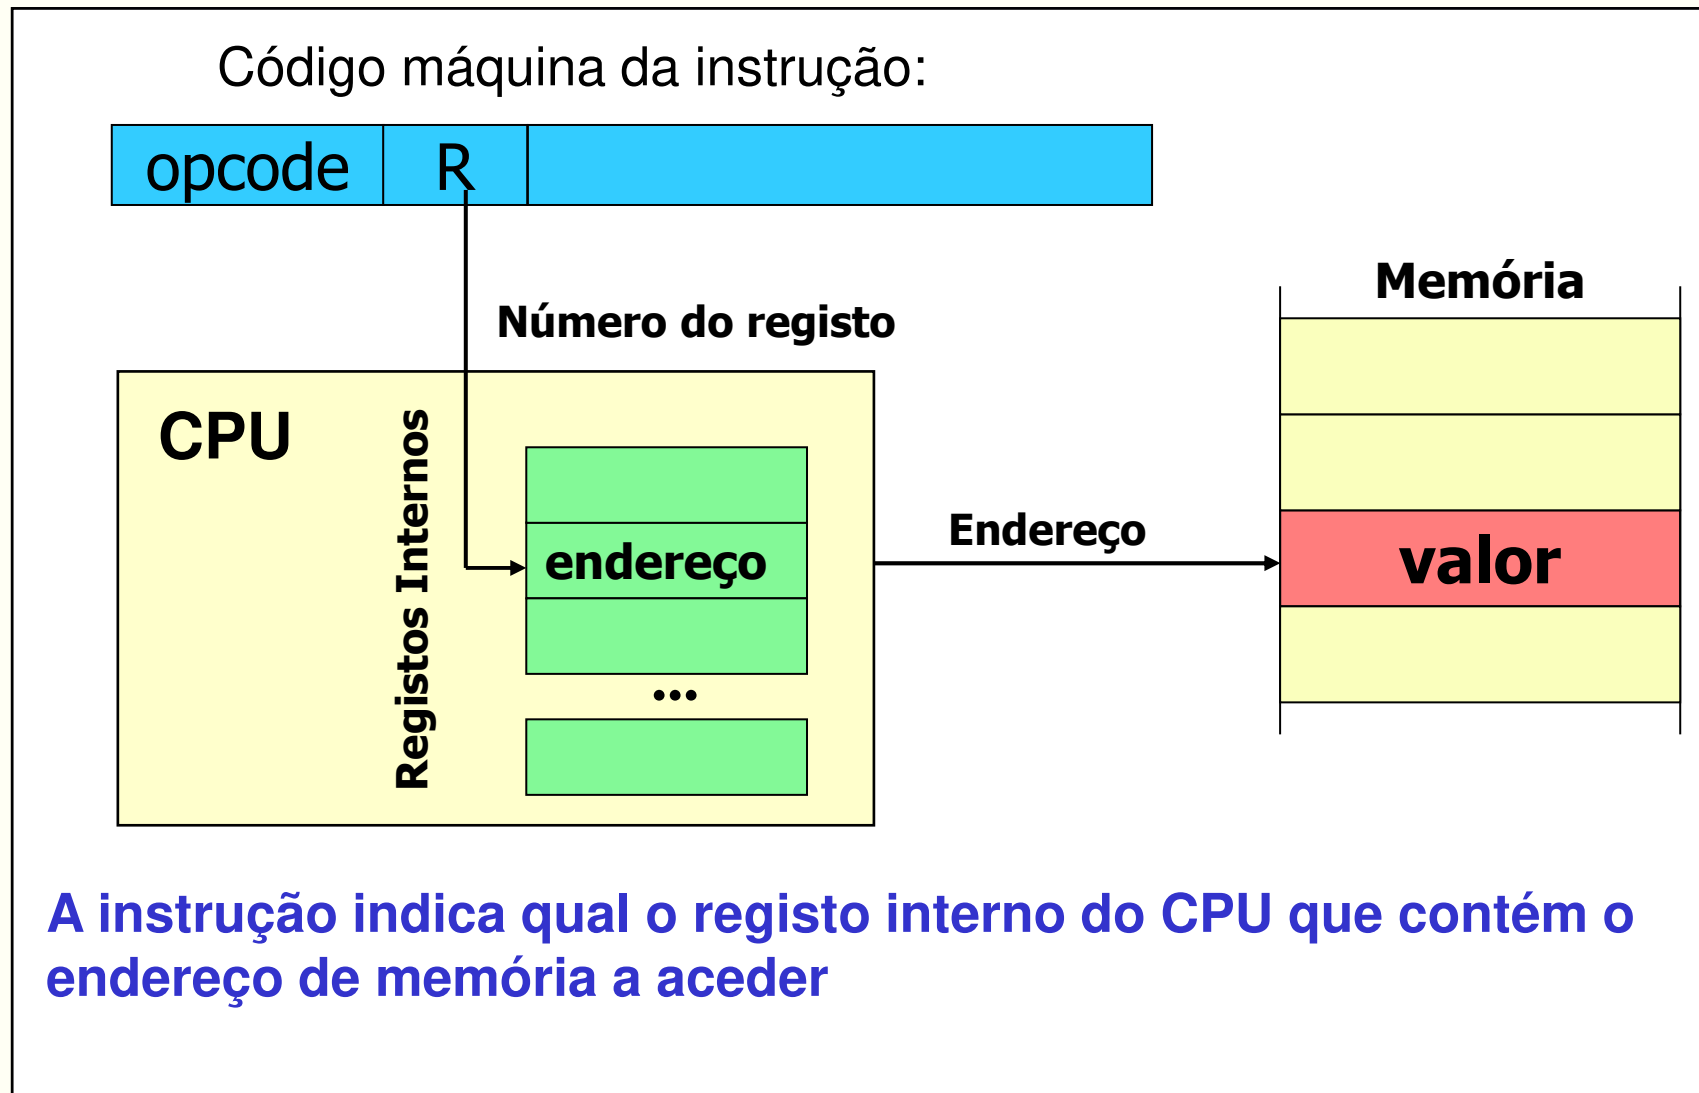 Código máquina da instrução:
opcode R
Memória
Número do registo
CPU
Registos Internos
Endereço
endereço
valor
...
A instrução indica qual o registo interno do CPU que contém o
endereço de memória a aceder